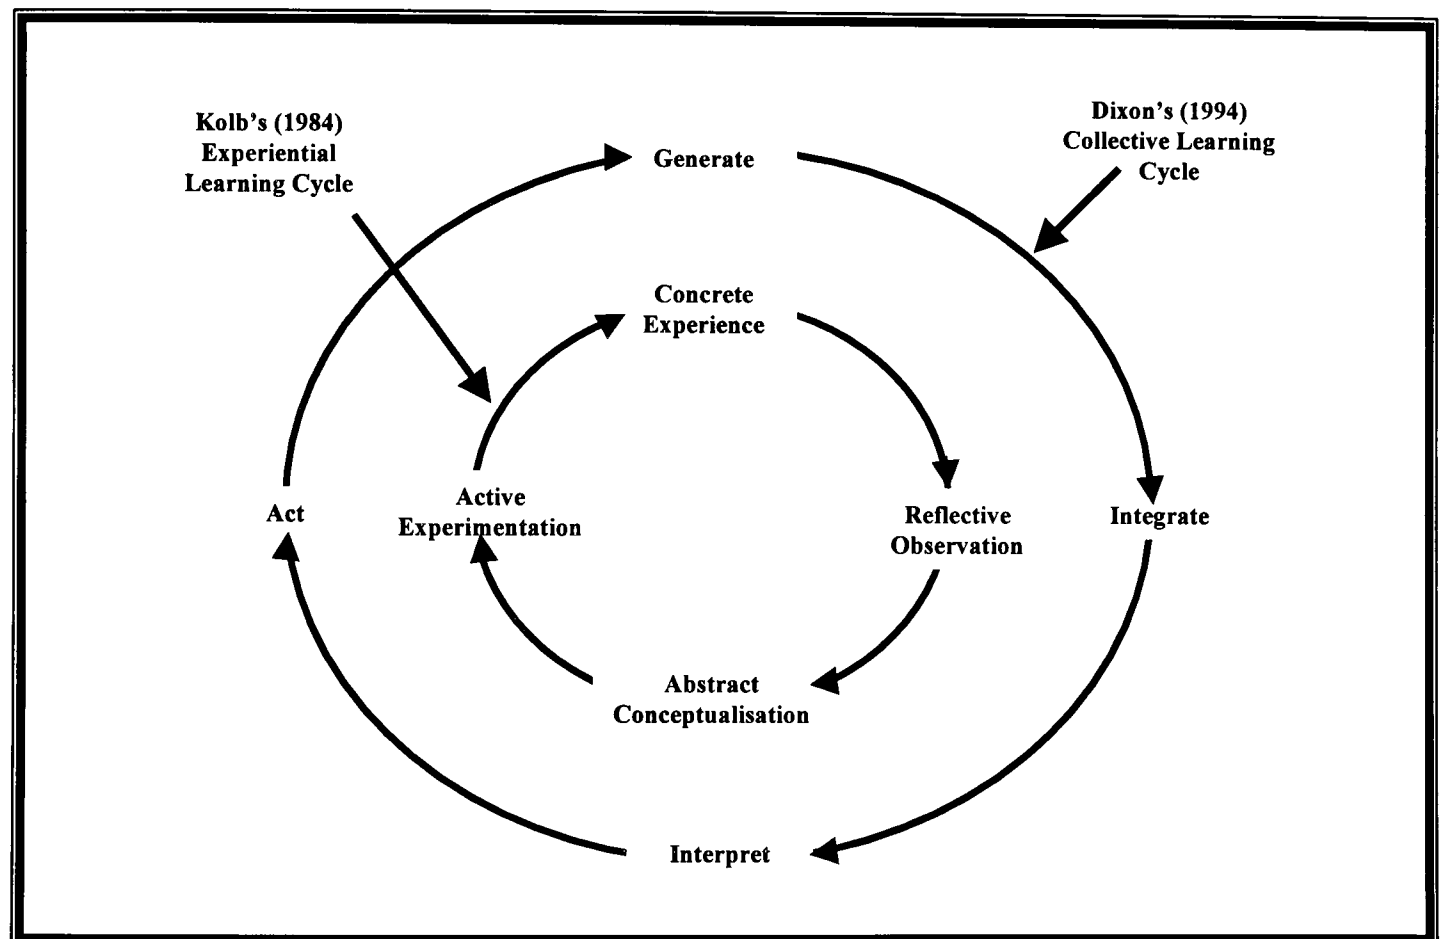 Kolb's (1984)
Experiential
Learning Cycle
Dixon's (1994)
Collective Learning
Cycle
Generate
Concrete
Experience
Act
Active
Experimentation
Reflective
Observation
Integrate
Abstract
Conceptualisation
Interpret